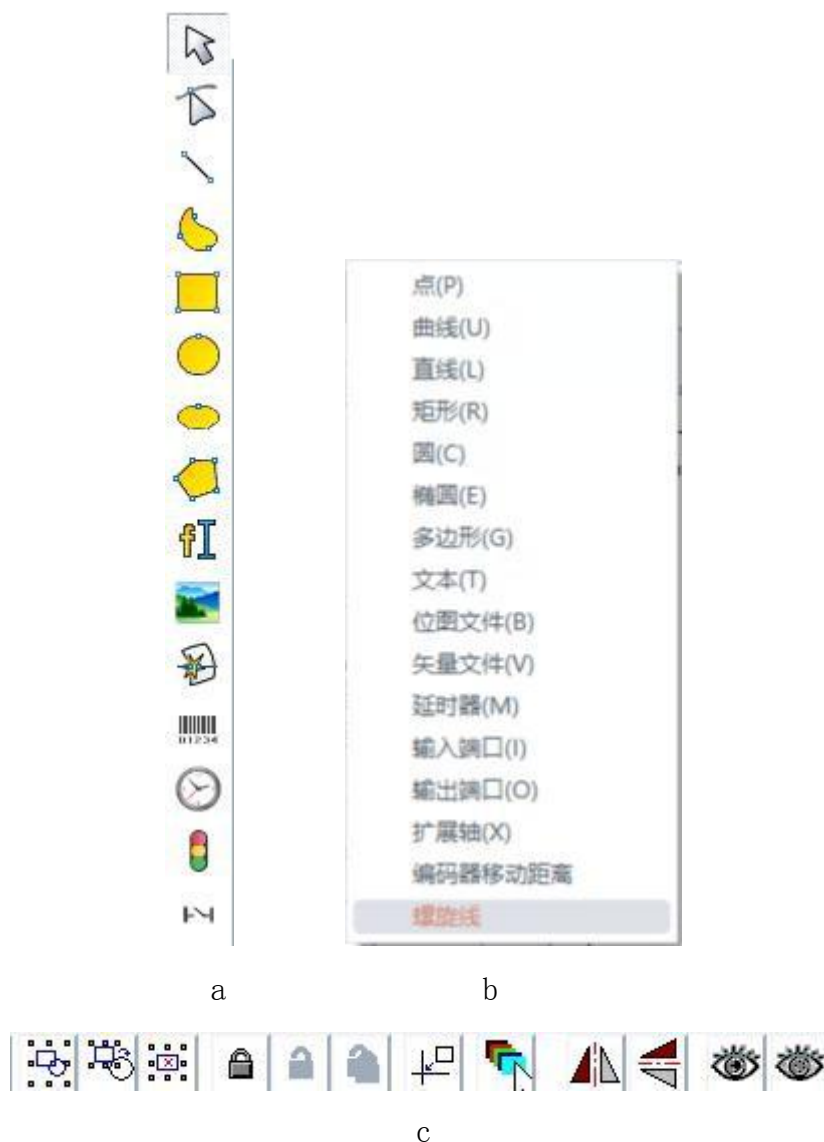 fI
01234
点(P)
曲线(U)
直线(L)
矩形(R)
圆(C)
椭圆(E)
多边形(G)
文本(T)
位图文件(B)
矢量文件(V)
延时器(M)
输入端口(I)
输出端口(O)
扩展轴(X)
编码器移动距离
螺旋线
a
b
c